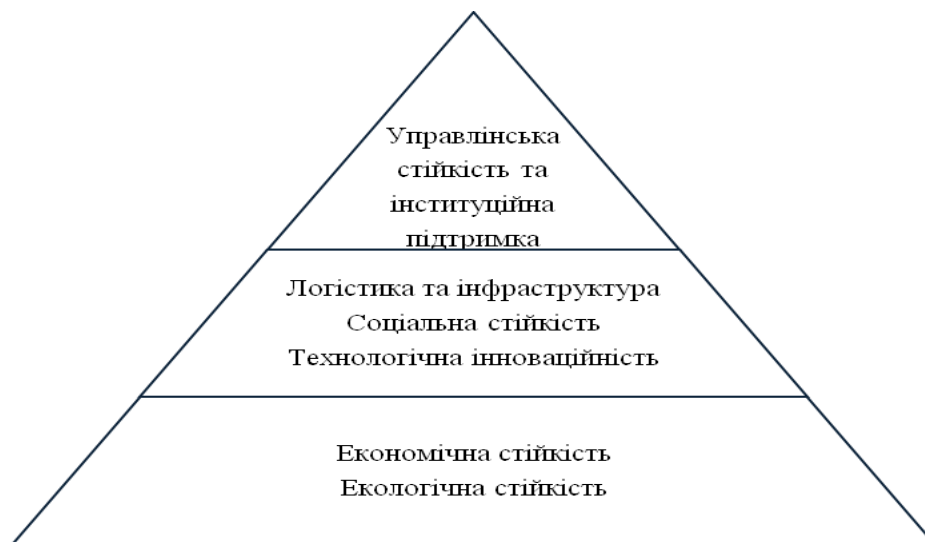 Управлінська
стійкість та
інституційна
підтримка
Логістика та інфраструктура
Соціальна стійкість
Технологічна інноваційність
Економічна стійкість
Екологічна стійкість